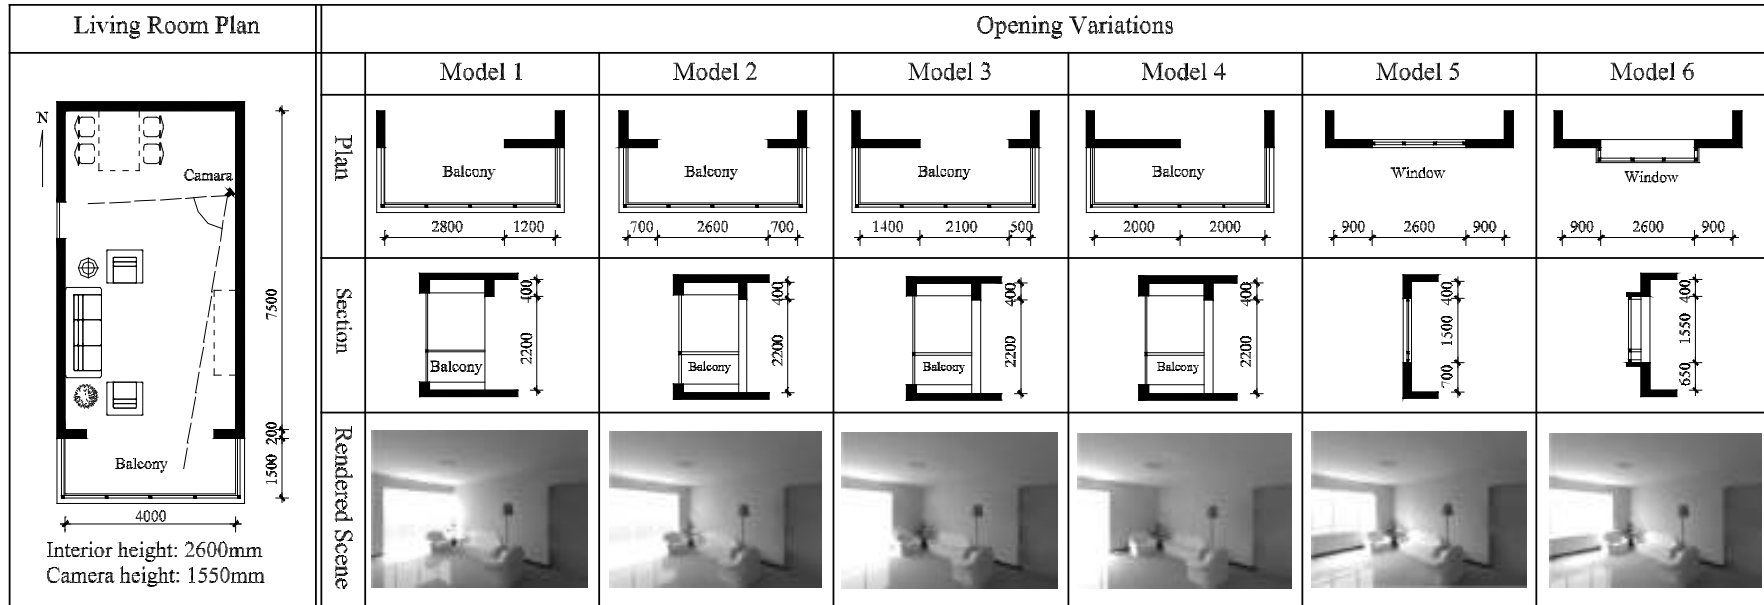 Living Room Plan
Opening Variations
Model 1
Model 2
Model 3
Model 4
Model 5
Model 6
N
Camara
7500
200
1500
Balcony
4000
Interior height: 2600mm
Camera height: 1550mm
Plan
Balcony
2800 1200
Balcony
700 2600 700
Balcony
1400 2100 500
Balcony
2000 2000
Window
900 2600 900
Window
900 2600 900
Section
Balcony
400
2200
Balcony
400
2200
Balcony
400
2200
Balcony
400
2200
400
1500
700
400
1550
650
Rendered Scene